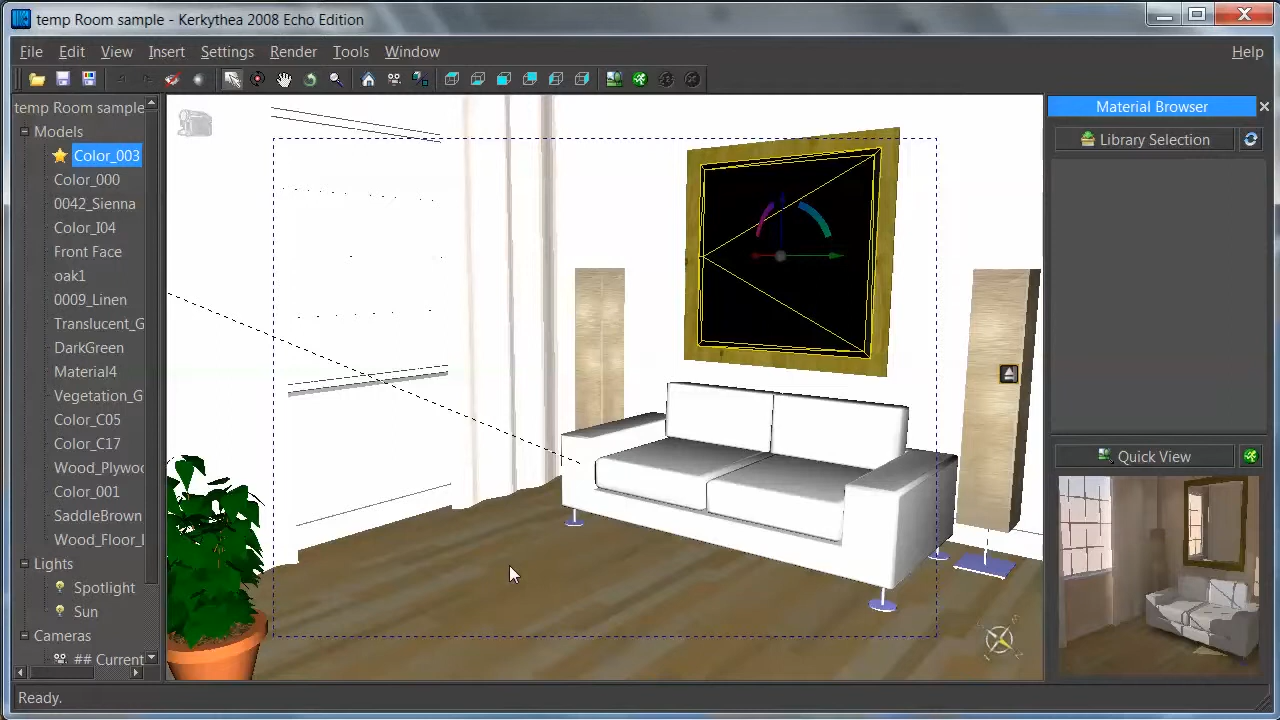 temp Room sample - Kerkythea 2008 Echo Edition
File Edit View Insert Settings Render Tools Window Help
temp Room sample
Models
Color_003
Color_000
0042_Sienna
Color_I04
Front Face
oak1
0009_Linen
Translucent_G
DarkGreen
Material4
Vegetation_G
Color_C05
Color_C17
Wood_Plywo
Color_001
SaddleBrown
Wood_Floor_L
Lights
Spotlight
Sun
Cameras
## Current
Material Browser
Library Selection
Quick View
Ready.